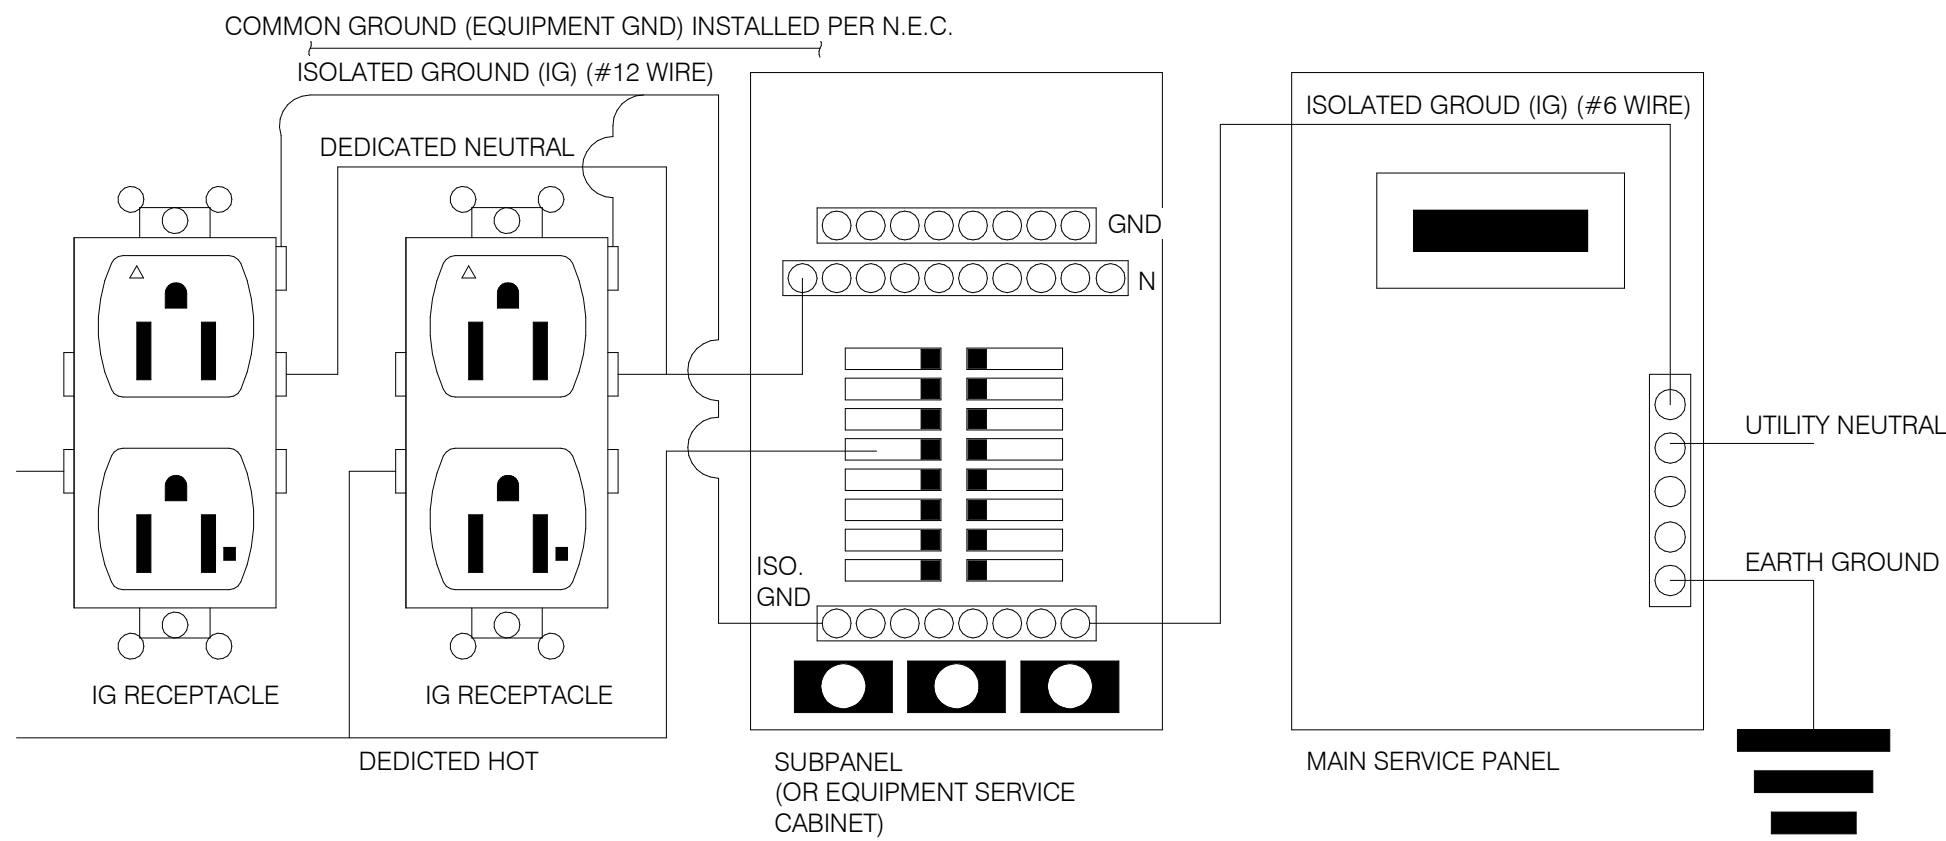 COMMON GROUND (EQUIPMENT GND) INSTALLED PER N.E.C.
ISOLATED GROUND (IG) (#12 WIRE)
DEDICATED NEUTRAL
ISOLATED GROUD (IG) (#6 WIRE)
GND
N
UTILITY NEUTRAL
EARTH GROUND
ISO.
GND
IG RECEPTACLE
IG RECEPTACLE
DEDICTED HOT
SUBPANEL
(OR EQUIPMENT SERVICE
CABINET)
MAIN SERVICE PANEL